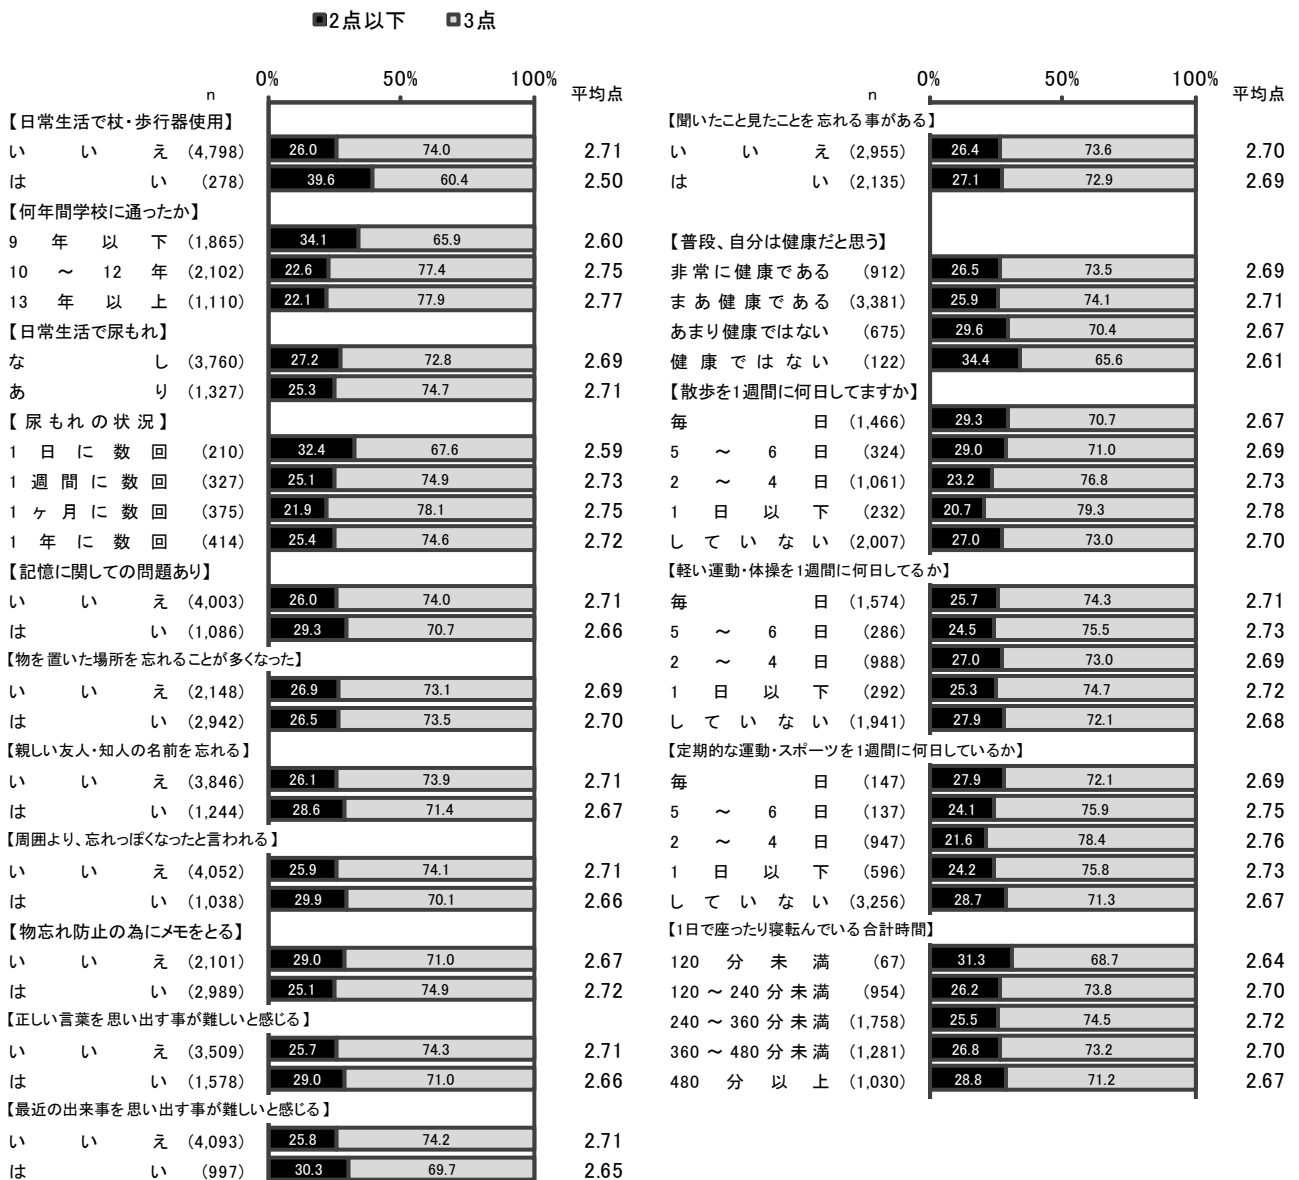 ■2点以下 □3点
0% 50% 100%
n 平均点
【日常生活で杖・歩行器使用】
いいえ (4,798) 26.0 74.0 2.71
はい (278) 39.6 60.4 2.50
【何年間学校に通ったか】
9年以下 (1,865) 34.1 65.9 2.60
10～12年 (2,102) 22.6 77.4 2.75
13年以上 (1,110) 22.1 77.9 2.77
【日常生活で尿もれ】
なし (3,760) 27.2 72.8 2.69
あり (1,327) 25.3 74.7 2.71
【尿もれの状況】
1日に数回 (210) 32.4 67.6 2.59
1週間に数回 (327) 25.1 74.9 2.73
1ヶ月に数回 (375) 21.9 78.1 2.75
1年に数回 (414) 25.4 74.6 2.72
【記憶に関しての問題あり】
いいえ (4,003) 26.0 74.0 2.71
はい (1,086) 29.3 70.7 2.66
【物を置いた場所を忘れることが多くなった】
いいえ (2,148) 26.9 73.1 2.69
はい (2,942) 26.5 73.5 2.70
【親しい友人・知人の名前を忘れる】
いいえ (3,846) 26.1 73.9 2.71
はい (1,244) 28.6 71.4 2.67
【周囲より、忘れっぽくなったと言われる】
いいえ (4,052) 25.9 74.1 2.71
はい (1,038) 29.9 70.1 2.66
【物忘れ防止の為にメモをとる】
いいえ (2,101) 29.0 71.0 2.67
はい (2,989) 25.1 74.9 2.72
【正しい言葉を思い出す事が難しいと感じる】
いいえ (3,509) 25.7 74.3 2.71
はい (1,578) 29.0 71.0 2.66
【最近の出来事を思い出す事が難しいと感じる】
いいえ (4,093) 25.8 74.2 2.71
はい (997) 30.3 69.7 2.65
0% 50% 100%
n 平均点
【聞いたこと見たことを忘れる事がある】
いいえ (2,955) 26.4 73.6 2.70
はい (2,135) 27.1 72.9 2.69
【普段、自分は健康だと思う】
非常に健康である (912) 26.5 73.5 2.69
まあ健康である (3,381) 25.9 74.1 2.71
あまり健康ではない (675) 29.6 70.4 2.67
健康ではない (122) 34.4 65.6 2.61
【散歩を1週間に何日してますか】
毎日 (1,466) 29.3 70.7 2.67
5～6日 (324) 29.0 71.0 2.69
2～4日 (1,061) 23.2 76.8 2.73
1日以下 (232) 20.7 79.3 2.78
していない (2,007) 27.0 73.0 2.70
【軽い運動・体操を1週間に何日してるか】
毎日 (1,574) 25.7 74.3 2.71
5～6日 (286) 24.5 75.5 2.73
2～4日 (988) 27.0 73.0 2.69
1日以下 (292) 25.3 74.7 2.72
していない (1,941) 27.9 72.1 2.68
【定期的な運動・スポーツを1週間に何日しているか】
毎日 (147) 27.9 72.1 2.69
5～6日 (137) 24.1 75.9 2.75
2～4日 (947) 21.6 78.4 2.76
1日以下 (596) 24.2 75.8 2.73
していない (3,256) 28.7 71.3 2.67
【1日で座ったり寝転んでいる合計時間】
120分未満 (67) 31.3 68.7 2.64
120～240分未満 (954) 26.2 73.8 2.70
240～360分未満 (1,758) 25.5 74.5 2.72
360～480分未満 (1,281) 26.8 73.2 2.70
480分以上 (1,030) 28.8 71.2 2.67